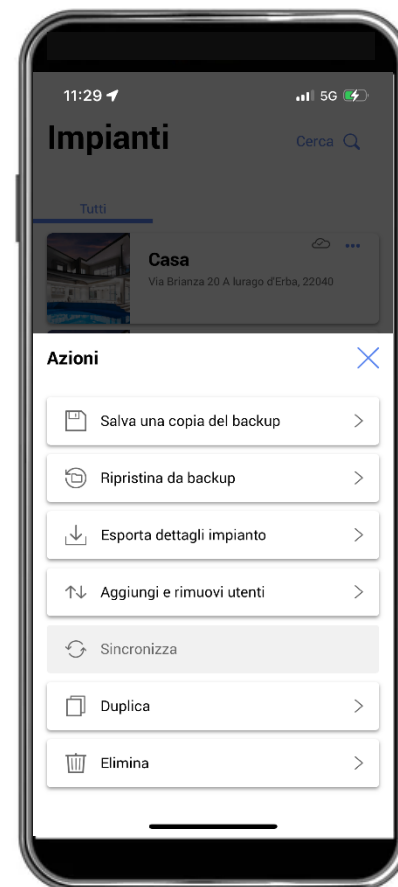 11:29
5G
Impianti
Cerca
Tutti
Casa
Via Brianza 20 A lurago d'Erba, 22040
Azioni
Salva una copia del backup
Ripristina da backup
Esporta dettagli impianto
Aggiungi e rimuovi utenti
Sincronizza
Duplica
Elimina